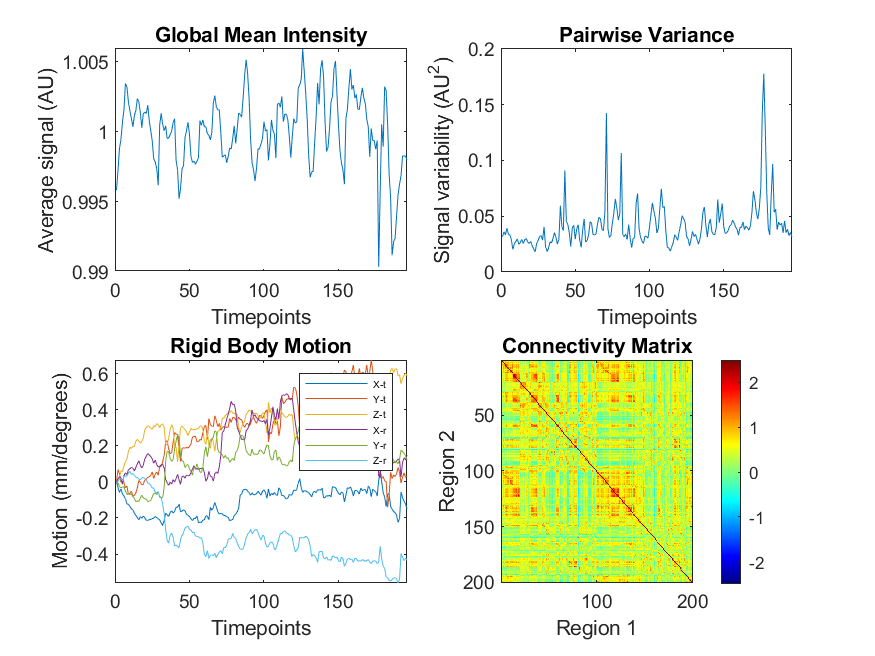 Global Mean Intensity
Average signal (AU)
1.005
1
0.995
0.99
0 50 100 150
Timepoints
Pairwise Variance
Signal variability (AU²)
0.2
0.15
0.1
0.05
0
0 50 100 150
Timepoints
Rigid Body Motion
Motion (mm/degrees)
0.6
0.4
0.2
0
-0.2
-0.4
0 50 100 150
Timepoints
X-t
Y-t
Z-t
X-r
Y-r
Z-r
Connectivity Matrix
Region 2
50
100
150
200
100 200
Region 1
2
1
0
-1
-2